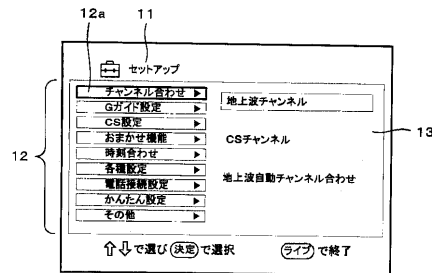 12a 11
セットアップ
チャンネル合わせ ▶
Gガイド設定 ▶
CS設定 ▶
おまかせ機能 ▶
時刻合わせ ▶
各種設定 ▶
電話接続設定 ▶
かんたん設定 ▶
その他 ▶
地上波チャンネル
CSチャンネル
地上波自動チャンネル合わせ
12
13
⇧⇩で選び 決定 で選択 ライブ で終了